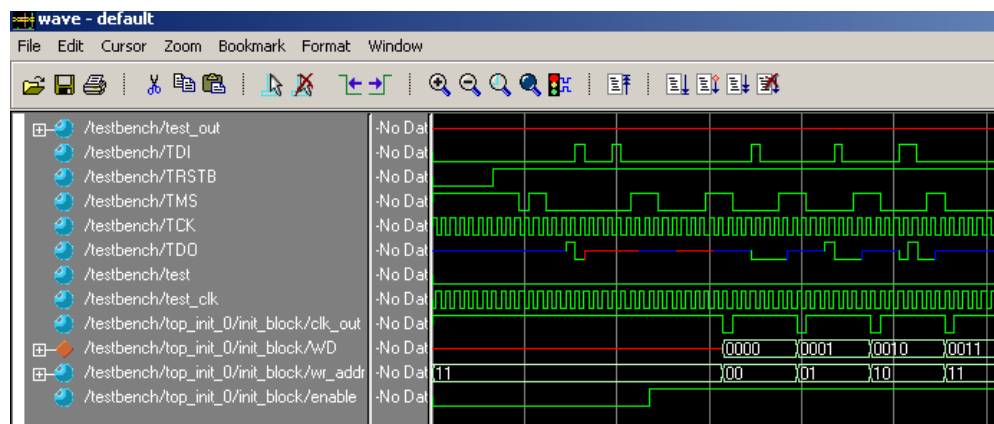 wave - default
File Edit Cursor Zoom Bookmark Format Window
/testbench/test_out -No Dat
/testbench/TDI -No Dat
/testbench/TRSTB -No Dat
/testbench/TMS -No Dat
/testbench/TCK -No Dat
/testbench/TDO -No Dat
/testbench/test -No Dat
/testbench/test_clk -No Dat
/testbench/top_init_0/init_block/clk_out -No Dat
/testbench/top_init_0/init_block/WD -No Dat 0000 0001 0010 0011
/testbench/top_init_0/init_block/wr_addr -No Dat 11 00 01 10 11
/testbench/top_init_0/init_block/enable -No Dat